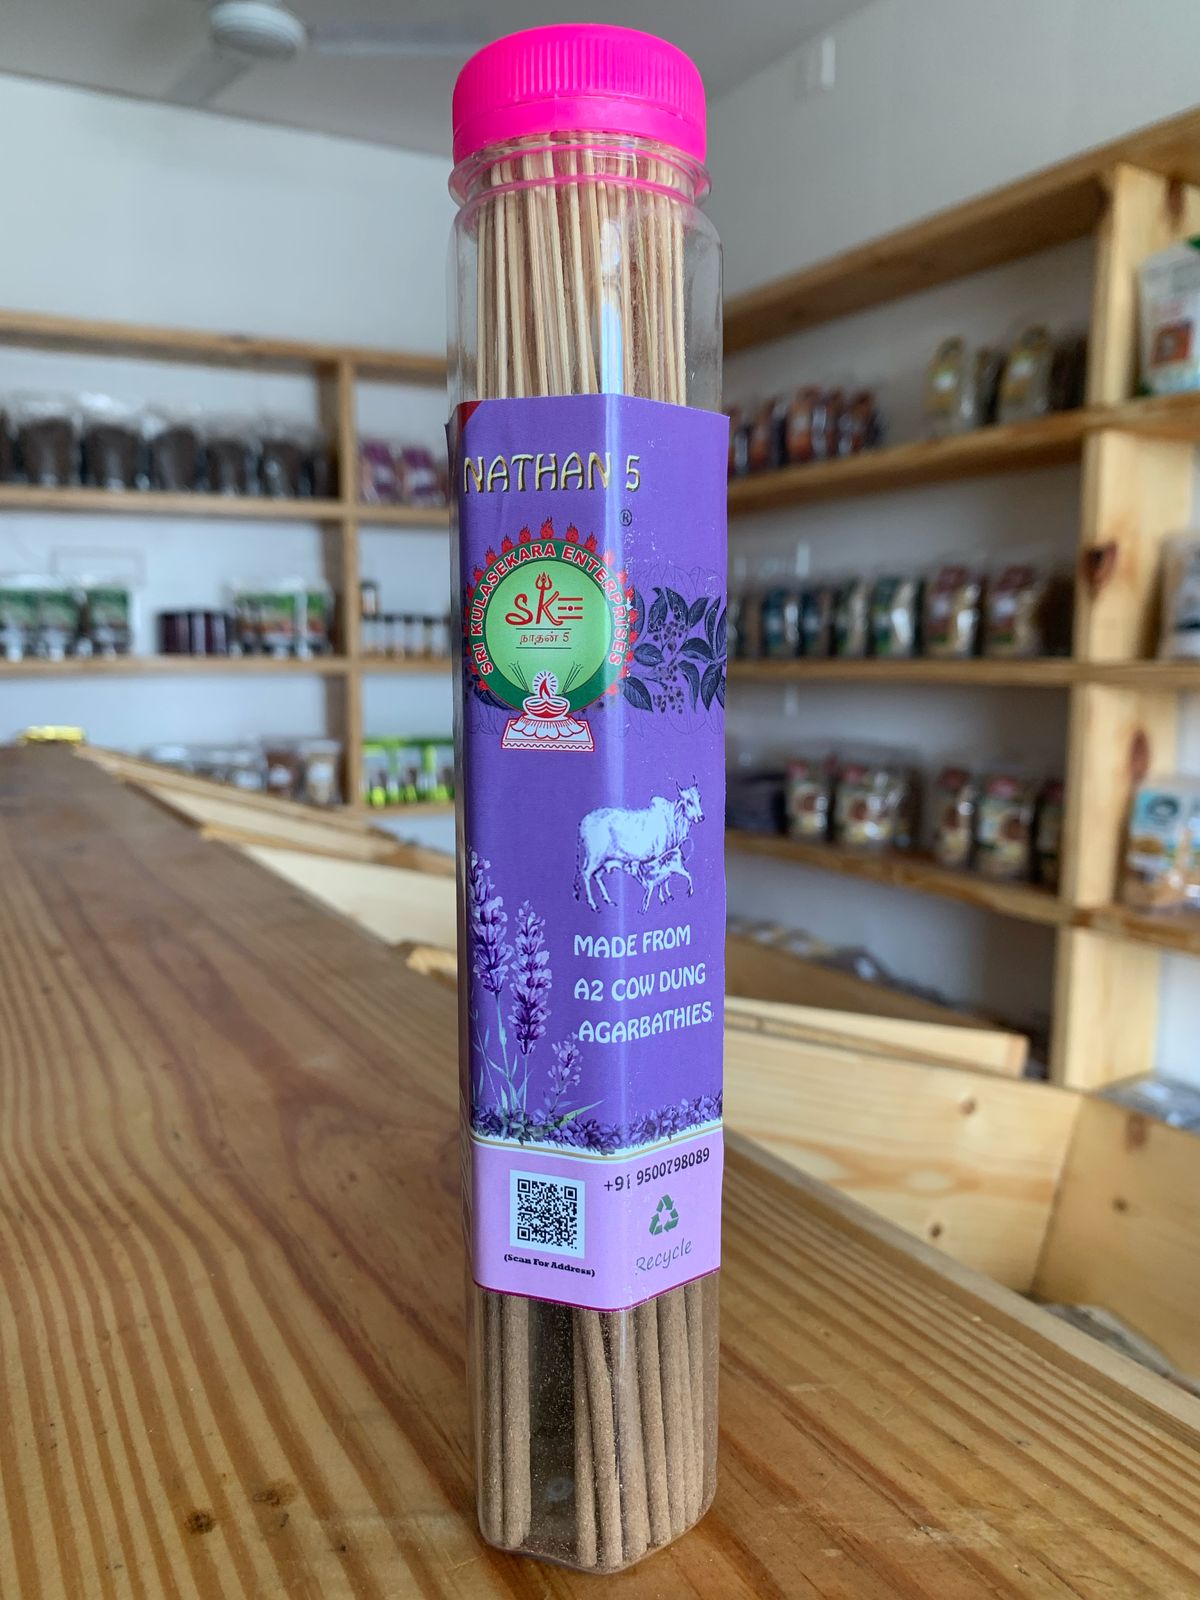 NATHAN 5
®
SRI KULASEKARA ENTERPRISES
SKE
நாதன் 5
MADE FROM
A2 COW DUNG
AGARBATHIES
+91 9500798089
(Scan For Address)
Recycle